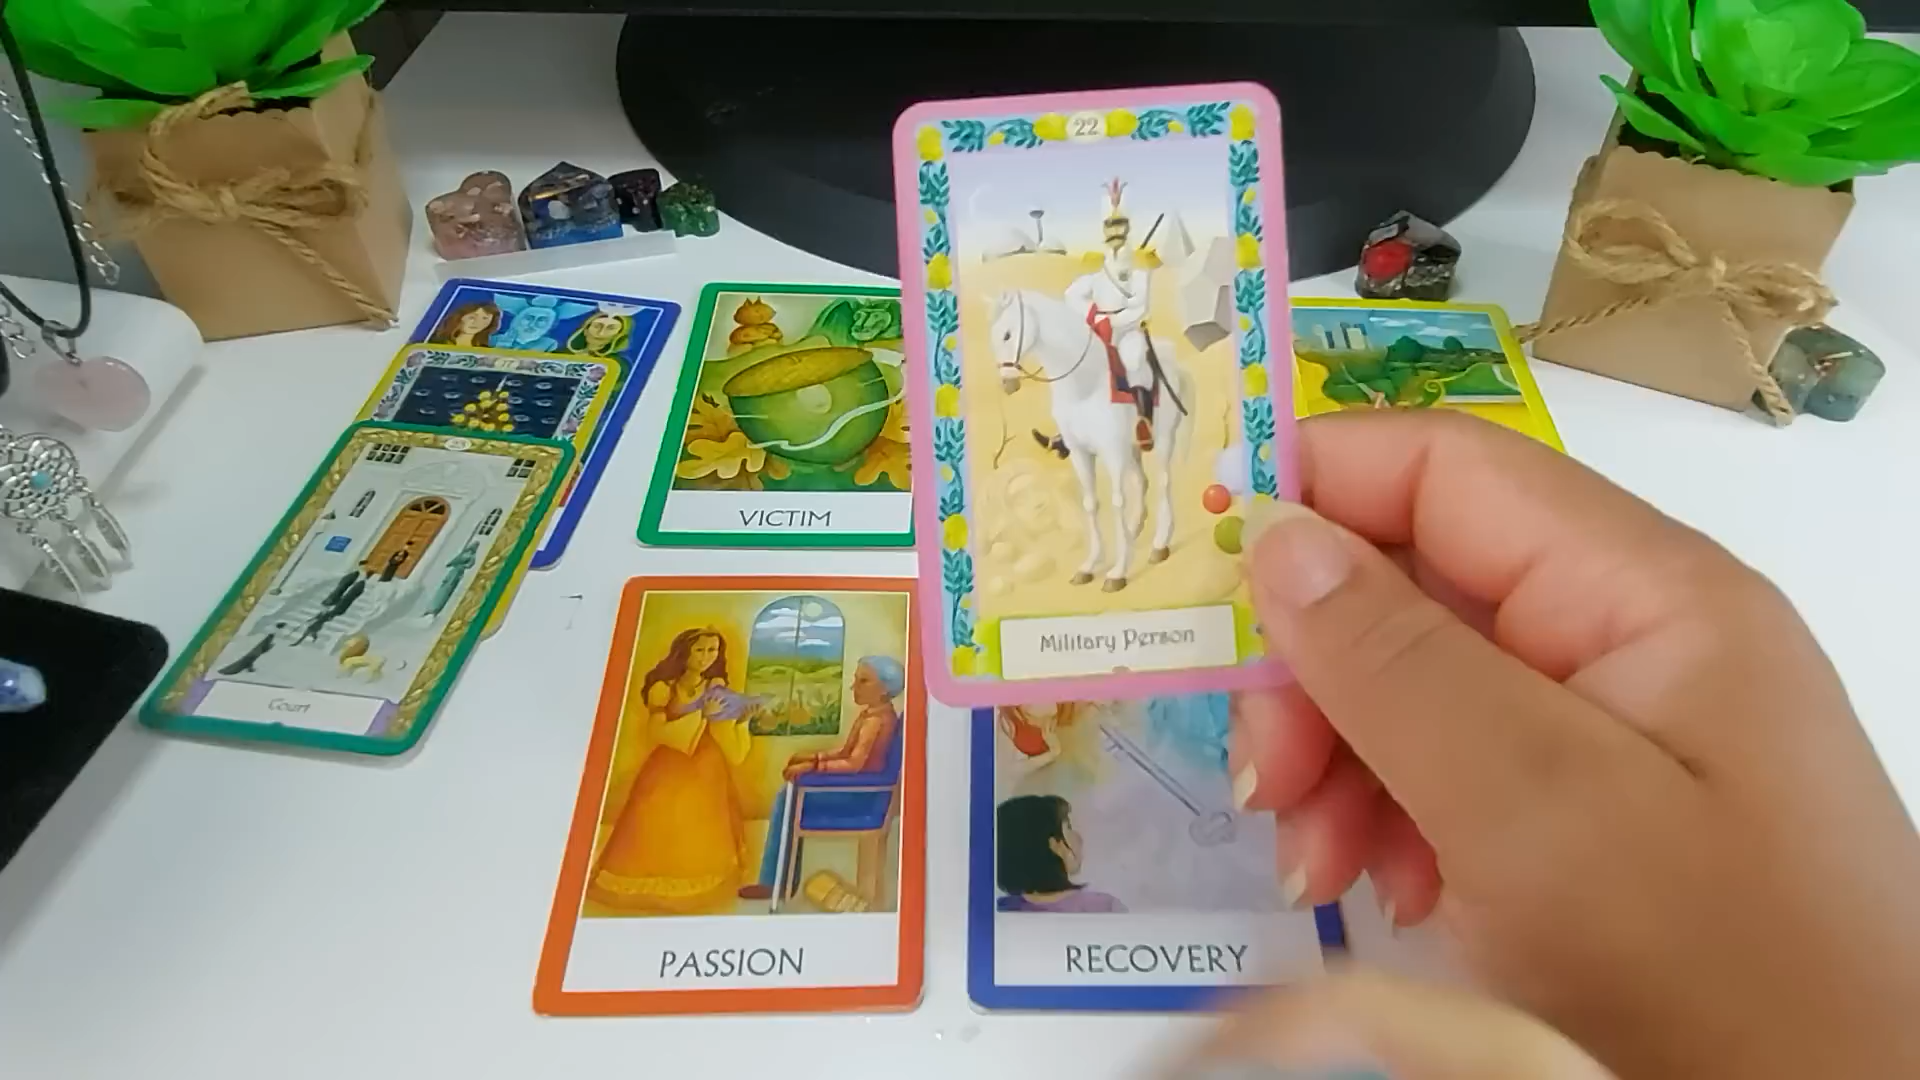 22
Military Person
VICTIM
Court
PASSION
RECOVERY